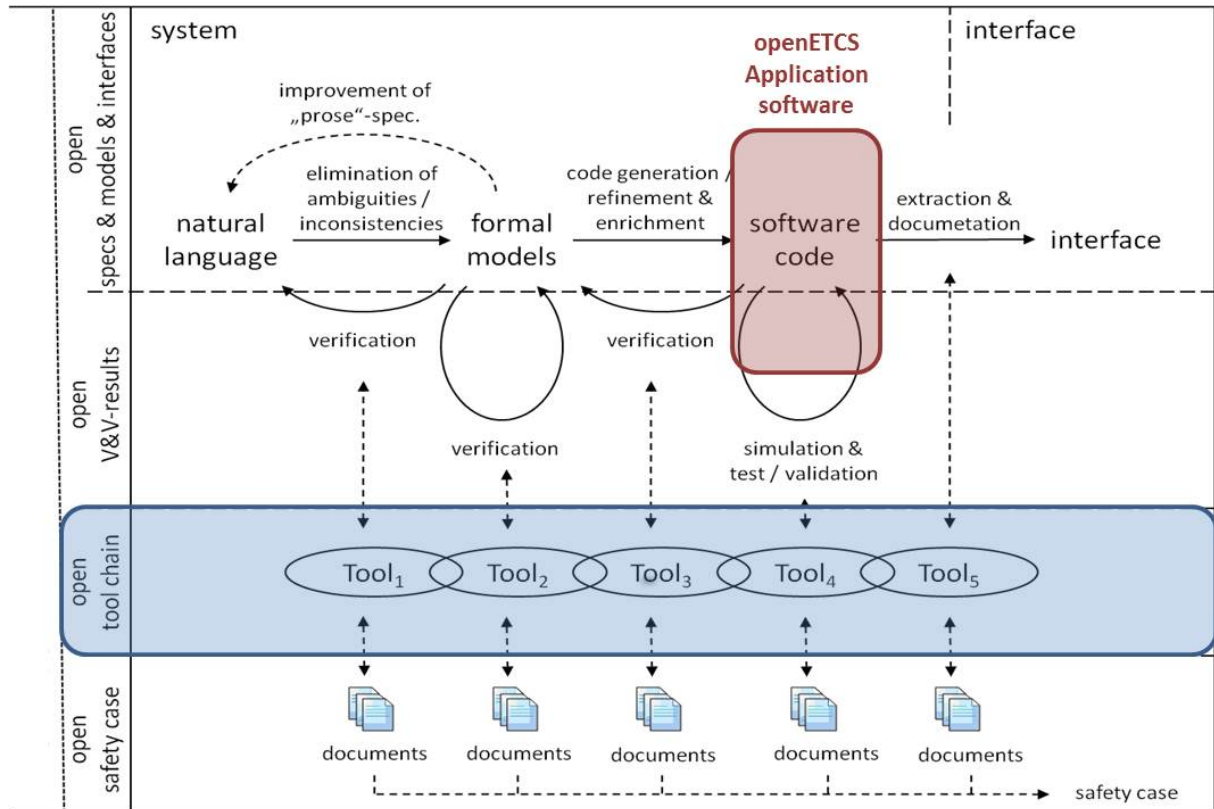 system
openETCS
Application
software
interface
open
specs & models & interfaces
improvement of
„prose“-spec.
elimination of
ambiguities /
inconsistencies
code generation /
refinement &
enrichment
extraction &
documetation
natural
language
formal
models
software
code
interface
open
V&V-results
verification
verification
verification
simulation &
test / validation
open
tool chain
Tool₁
Tool₂
Tool₃
Tool₄
Tool₅
open
safety case
documents
documents
documents
documents
documents
safety case